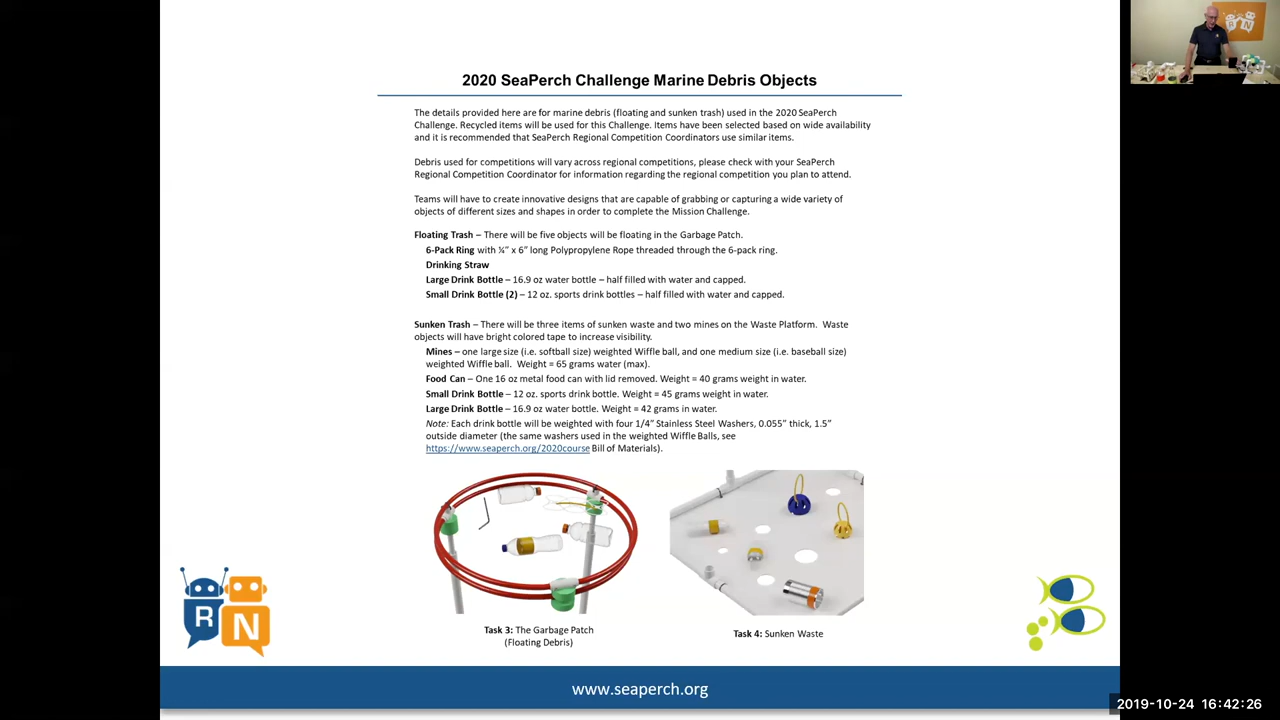 2020 SeaPerch Challenge Marine Debris Objects
The details provided here are for marine debris (floating and sunken trash) used in the 2020 SeaPerch
Challenge. Recycled items will be used for this Challenge. Items have been selected based on wide availability
and it is recommended that SeaPerch Regional Competition Coordinators use similar items.
Debris used for competitions will vary across regional competitions, please check with your SeaPerch
Regional Competition Coordinator for information regarding the regional competition you plan to attend.
Teams will have to create innovative designs that are capable of grabbing or capturing a wide variety of
objects of different sizes and shapes in order to complete the Mission Challenge.
Floating Trash – There will be five objects will be floating in the Garbage Patch.
6-Pack Ring with ¼” x 6” long Polypropylene Rope threaded through the 6-pack ring.
Drinking Straw
Large Drink Bottle – 16.9 oz water bottle – half filled with water and capped.
Small Drink Bottle (2) – 12 oz. sports drink bottles – half filled with water and capped.
Sunken Trash – There will be three items of sunken waste and two mines on the Waste Platform. Waste
objects will have bright colored tape to increase visibility.
Mines – one large size (i.e. softball size) weighted Wiffle ball, and one medium size (i.e. baseball size)
weighted Wiffle ball. Weight = 65 grams water (max).
Food Can – One 16 oz metal food can with lid removed. Weight = 40 grams weight in water.
Small Drink Bottle – 12 oz. sports drink bottle. Weight = 45 grams weight in water.
Large Drink Bottle – 16.9 oz water bottle. Weight = 42 grams in water.
Note: Each drink bottle will be weighted with four 1/4” Stainless Steel Washers, 0.055" thick, 1.5”
outside diameter (the same washers used in the weighted Wiffle Balls, see
https://www.seaperch.org/2020course Bill of Materials).
Task 3: The Garbage Patch
(Floating Debris)
Task 4: Sunken Waste
R N
www.seaperch.org
R N
2019-10-24 16:42:26